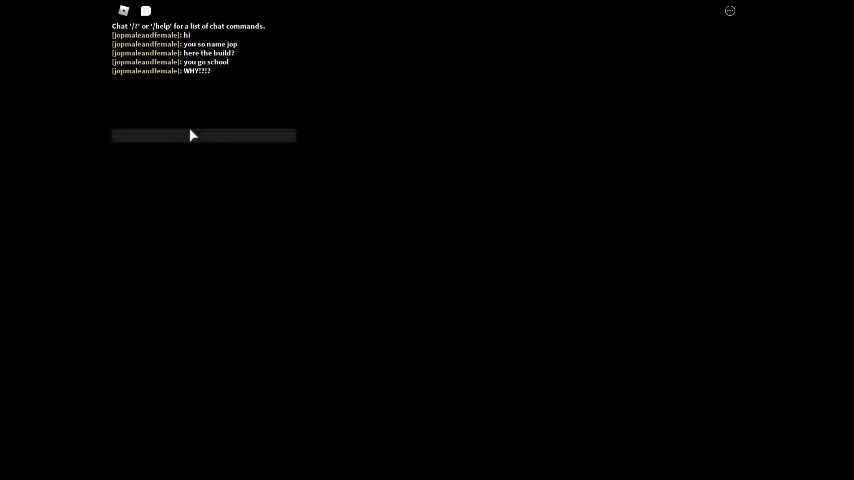 Chat '/?' or '/help' for a list of chat commands.
[jopmaleandfemale]: hi
[jopmaleandfemale]: you so name jop
[jopmaleandfemale]: here the build?
[jopmaleandfemale]: you go school
[jopmaleandfemale]: WHY!?!?